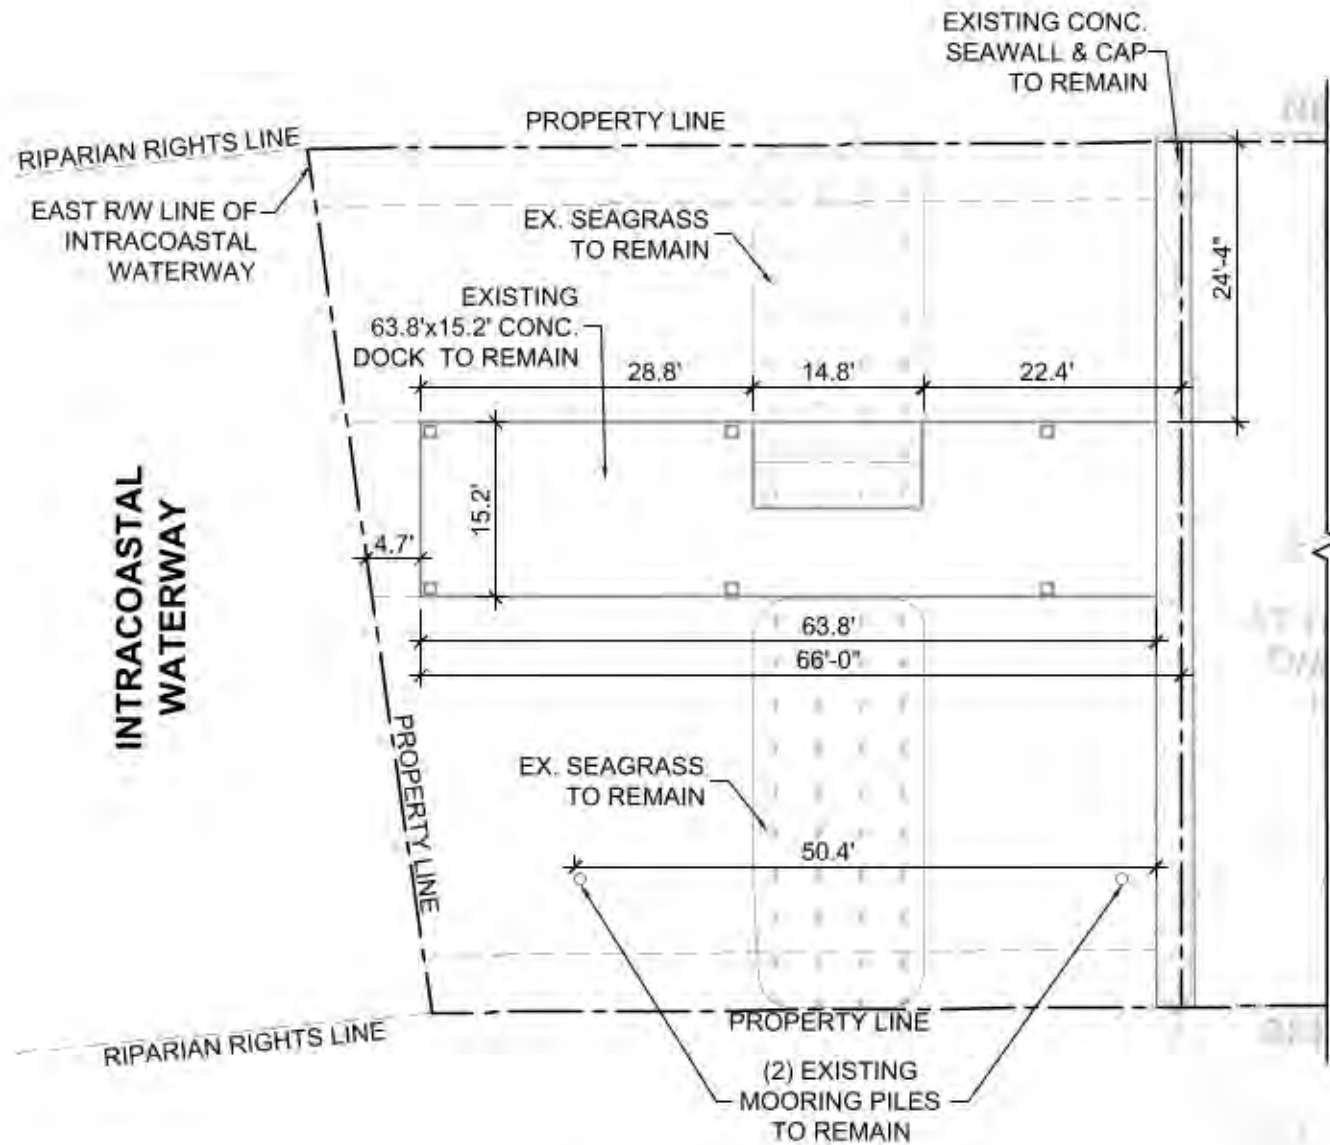 EXISTING CONC.
SEAWALL & CAP
TO REMAIN
PROPERTY LINE
RIPARIAN RIGHTS LINE
EAST R/W LINE OF
INTRACOASTAL
WATERWAY
EX. SEAGRASS
TO REMAIN
24'-4"
EXISTING
63.8'x15.2' CONC.
DOCK TO REMAIN
28.8'
14.8'
22.4'
INTRACOASTAL
WATERWAY
15.2'
4.7'
63.8'
66'-0"
PROPERTY LINE
EX. SEAGRASS
TO REMAIN
50.4'
PROPERTY LINE
RIPARIAN RIGHTS LINE
(2) EXISTING
MOORING PILES
TO REMAIN